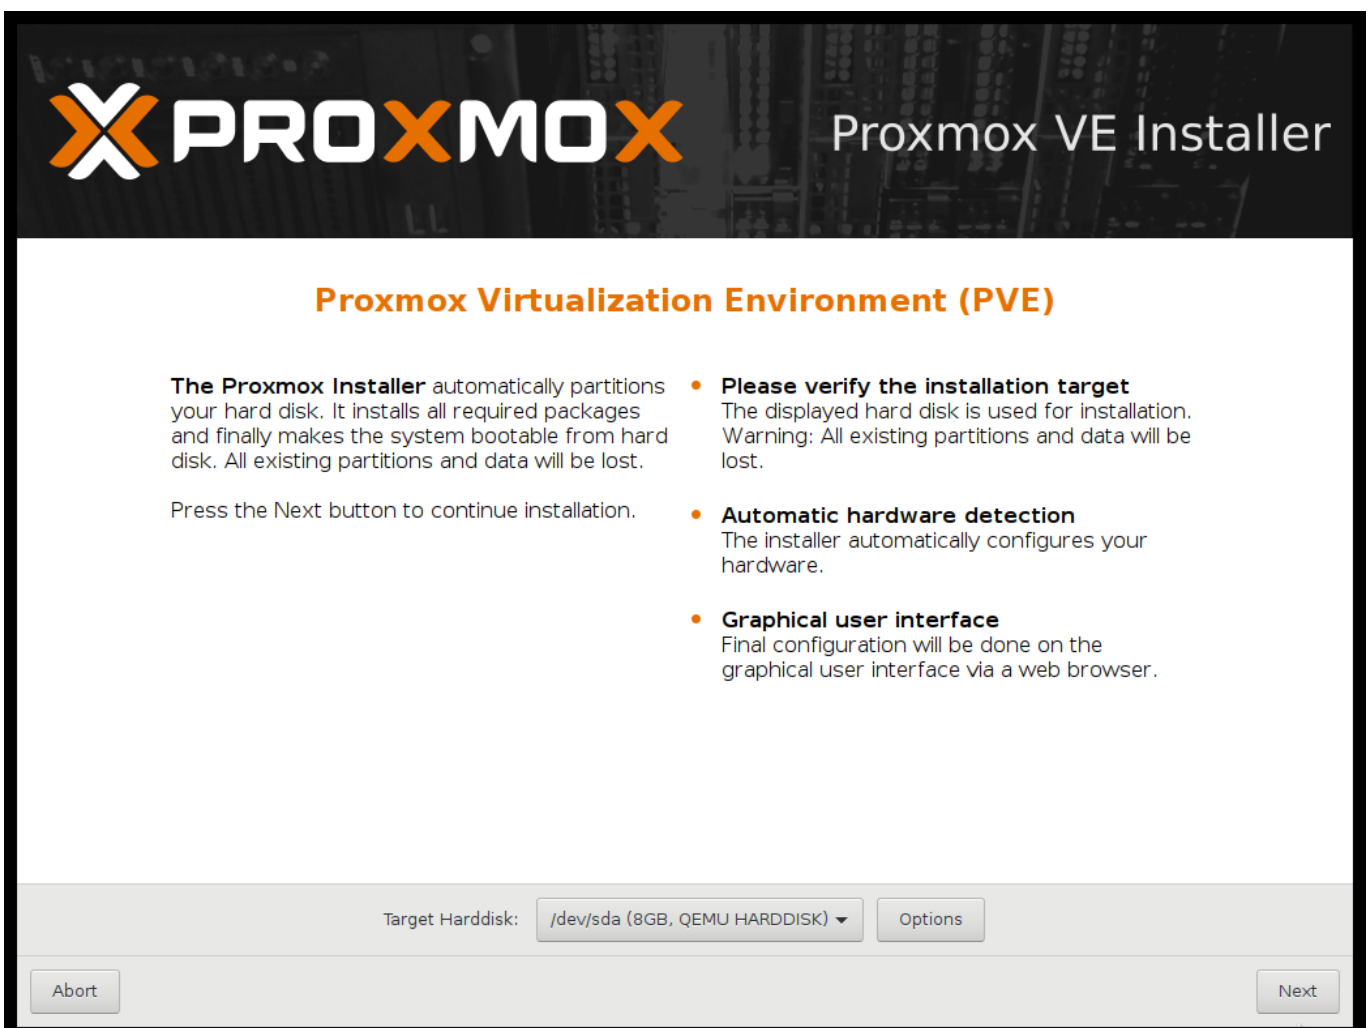 PROXMOX
Proxmox VE Installer
Proxmox Virtualization Environment (PVE)
The Proxmox Installer automatically partitions
your hard disk. It installs all required packages
and finally makes the system bootable from hard
disk. All existing partitions and data will be lost.
Press the Next button to continue installation.
Please verify the installation target
The displayed hard disk is used for installation.
Warning: All existing partitions and data will be
lost.
Automatic hardware detection
The installer automatically configures your
hardware.
Graphical user interface
Final configuration will be done on the
graphical user interface via a web browser.
Target Harddisk: /dev/sda (8GB, QEMU HARDDISK) Options
Abort Next